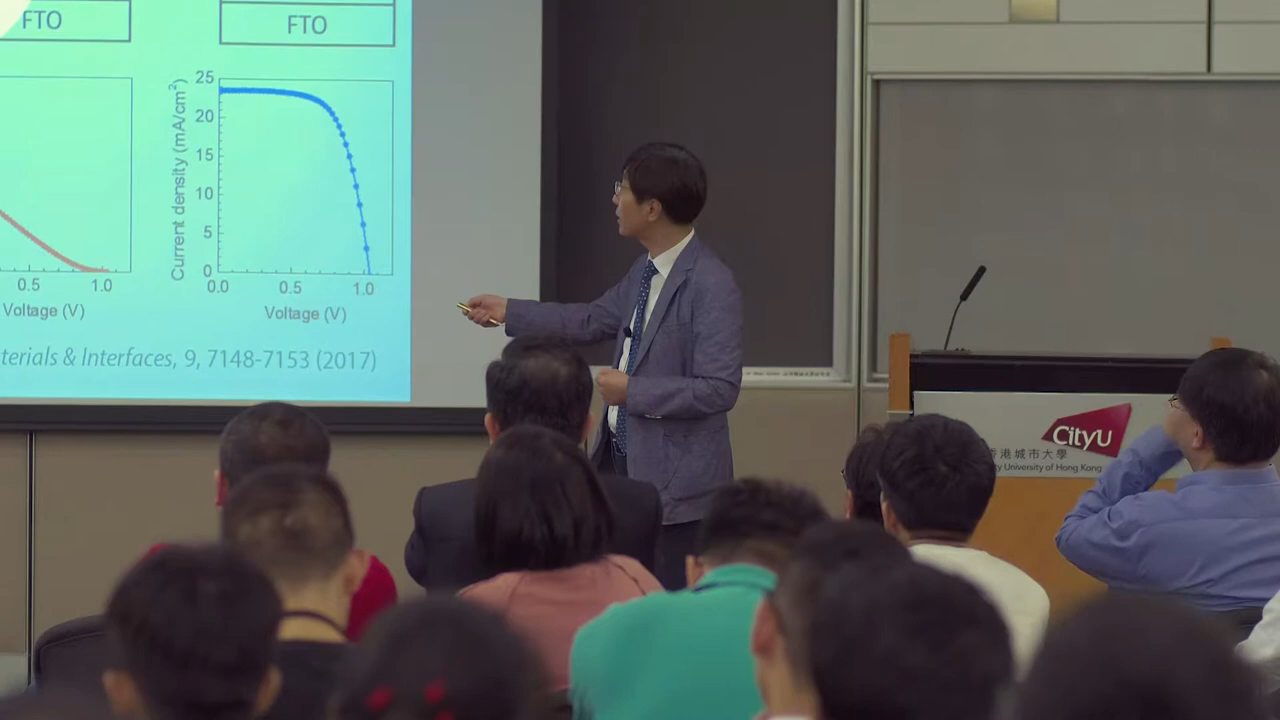 FTO
FTO
Current density (mA/cm²)
25
20
15
10
5
0
0.5
1.0
0.0
0.5
1.0
Voltage (V)
Voltage (V)
terials & Interfaces, 9, 7148-7153 (2017)
CityU
香港城市大學
ty University of Hong Kong